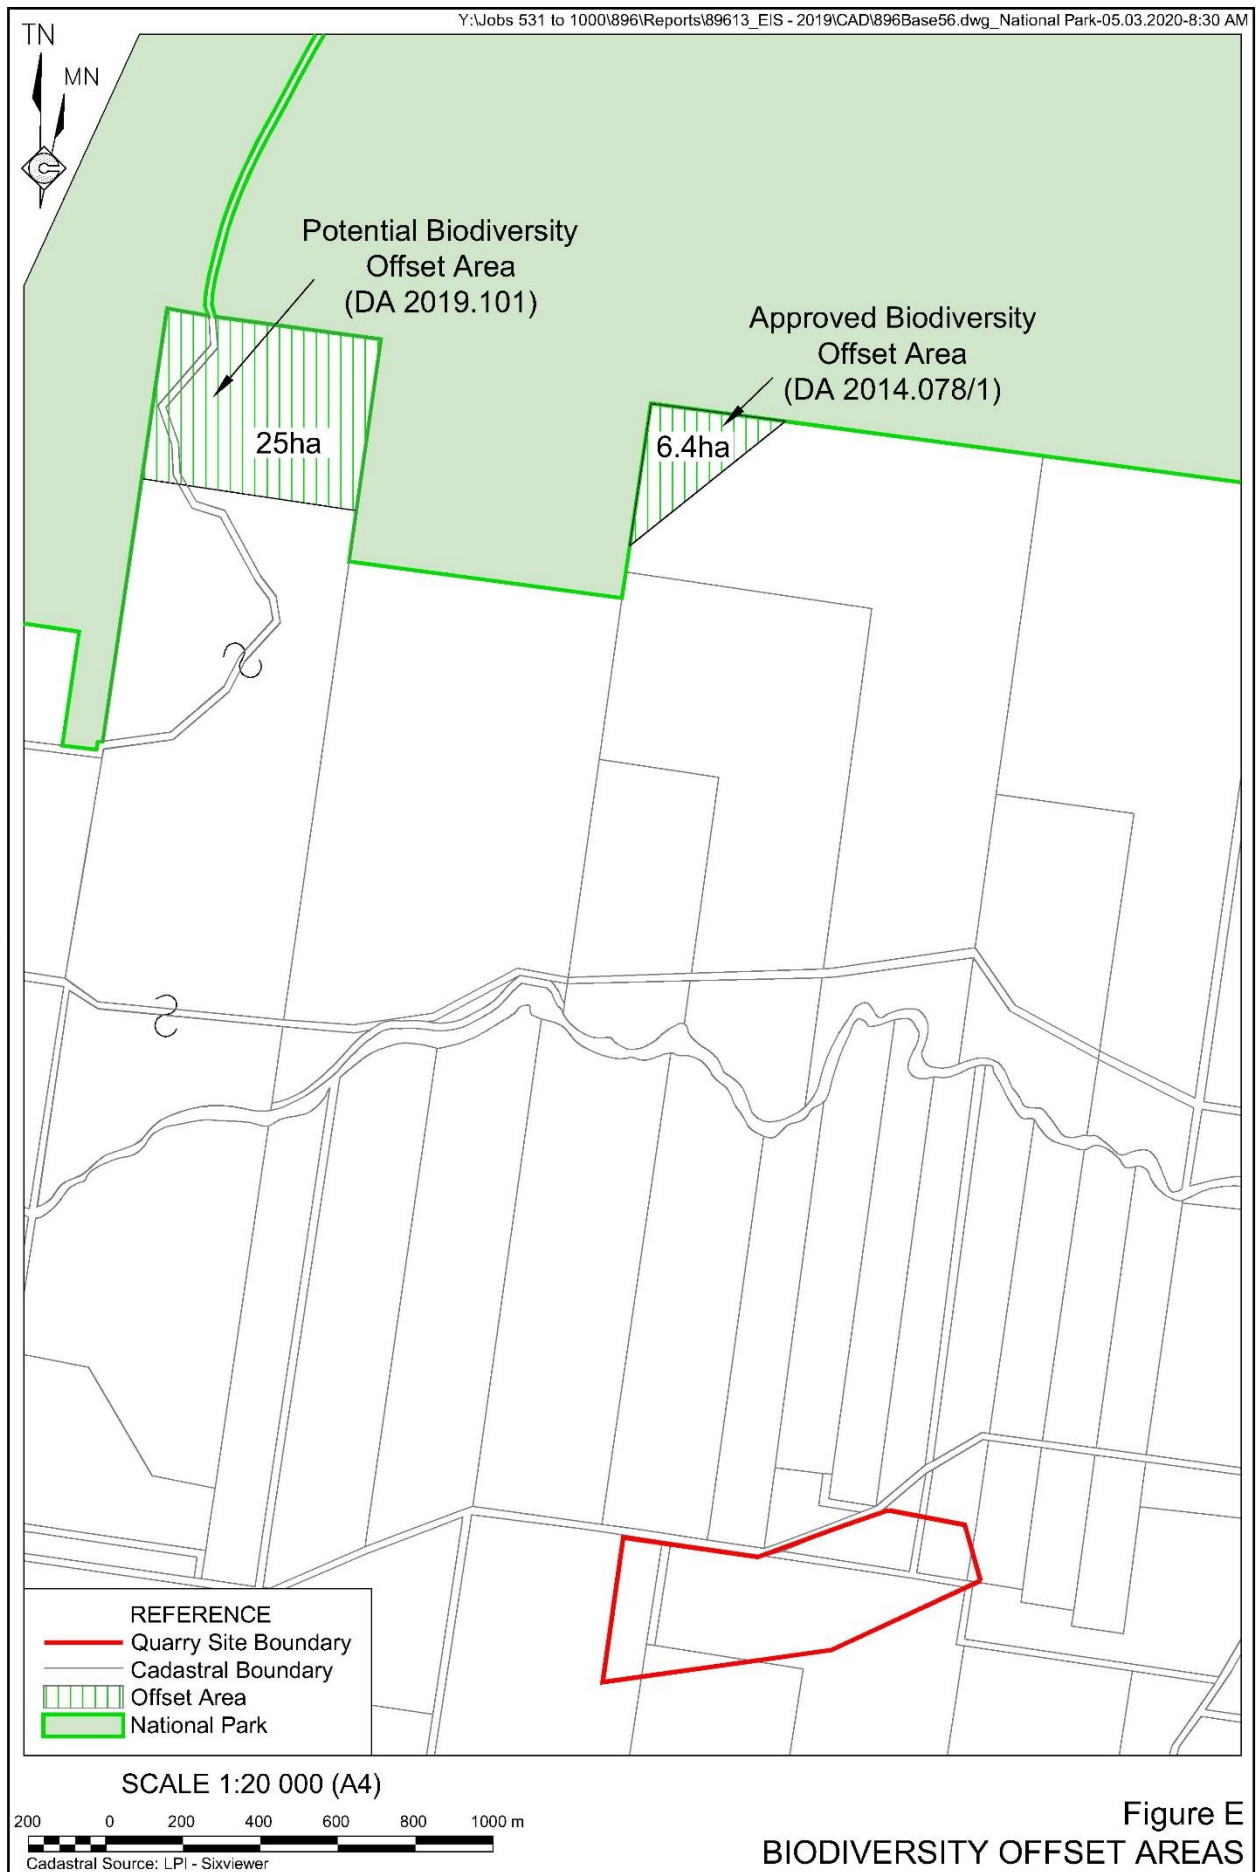 Y:\Jobs 531 to 1000\896\Reports\89613_EIS - 2019\CAD\896Base56.dwg_National Park-05.03.2020-8:30 AM
TN
MN
Potential Biodiversity
Offset Area
(DA 2019.101)
Approved Biodiversity
Offset Area
(DA 2014.078/1)
25ha
6.4ha
REFERENCE
Quarry Site Boundary
Cadastral Boundary
Offset Area
National Park
SCALE 1:20 000 (A4)
200 0 200 400 600 800 1000 m
Cadastral Source: LPI - Sixviewer
Figure E
BIODIVERSITY OFFSET AREAS